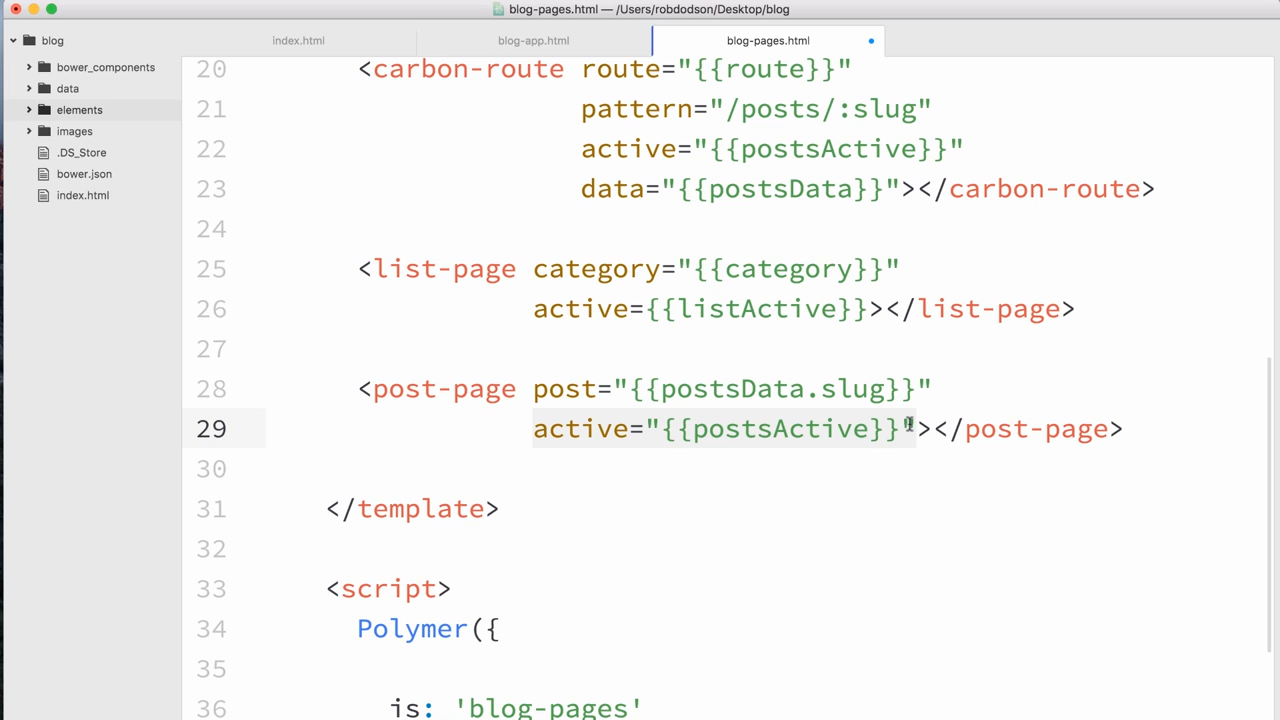 blog-pages.html — /Users/robdodson/Desktop/blog
blog
index.html
blog-app.html
blog-pages.html
bower_components
data
elements
images
.DS_Store
bower.json
index.html
20 <carbon-route route="{{route}}"
21 pattern="/posts/:slug"
22 active="{{postsActive}}"
23 data="{{postsData}}"></carbon-route>
24
25 <list-page category="{{category}}"
26 active={{listActive}}></list-page>
27
28 <post-page post="{{postsData.slug}}"
29 active="{{postsActive}}"></post-page>
30
31 </template>
32
33 <script>
34 Polymer({
35
36 is: 'blog-pages'